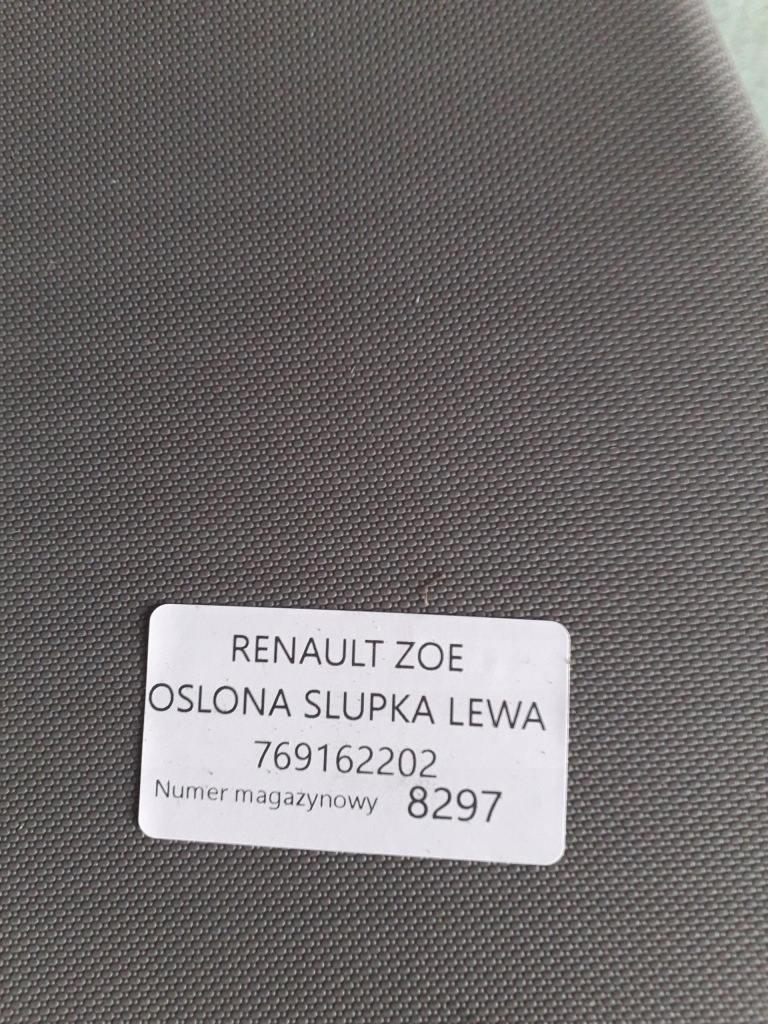 RENAULT ZOE
OSLONA SLUPKA LEWA
769162202
Numer magazynowy 8297